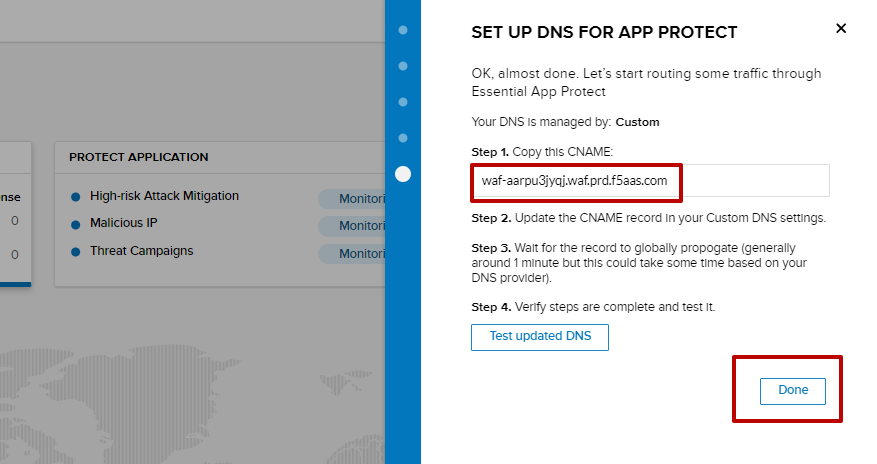 SET UP DNS FOR APP PROTECT
OK, almost done. Let's start routing some traffic through
Essential App Protect
Your DNS is managed by: Custom
Step 1. Copy this CNAME:
waf-aarpu3jyqj.waf.prd.f5aas.com
Step 2. Update the CNAME record in your Custom DNS settings.
Step 3. Wait for the record to globally propogate (generally
around 1 minute but this could take some time based on your
DNS provider).
Step 4. Verify steps are complete and test it.
Test updated DNS
Done
nse
0
0
PROTECT APPLICATION
High-risk Attack Mitigation
Monitori
Malicious IP
Monitori
Threat Campaigns
Monitori